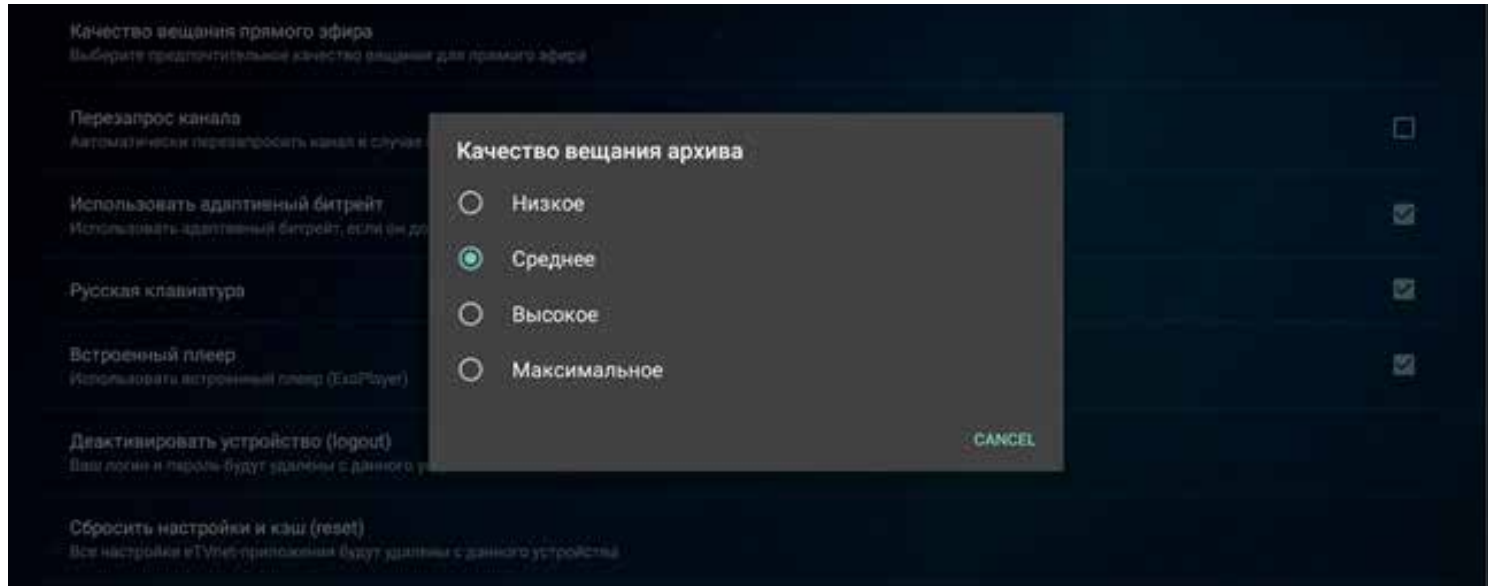 Качество вещания прямого эфира
Выберите предпочтительное качество вещания для прямого эфира
Перезапрос канала
Автоматически перезапросить канал в случае
Качество вещания архива
Низкое
Использовать адаптивный битрейт
Использовать адаптивный битрейт, если он до
Среднее
Русская клавиатура
Высокое
Встроенный плеер
Использовать встроенный плеер (ExoPlayer)
Максимальное
Деактивировать устройство (logout)
CANCEL
Ваш логин и пароль будут удалены с данного
Сбросить настройки и кэш (reset)
Все настройки eTVnet-приложения будут удалены с данного устройства